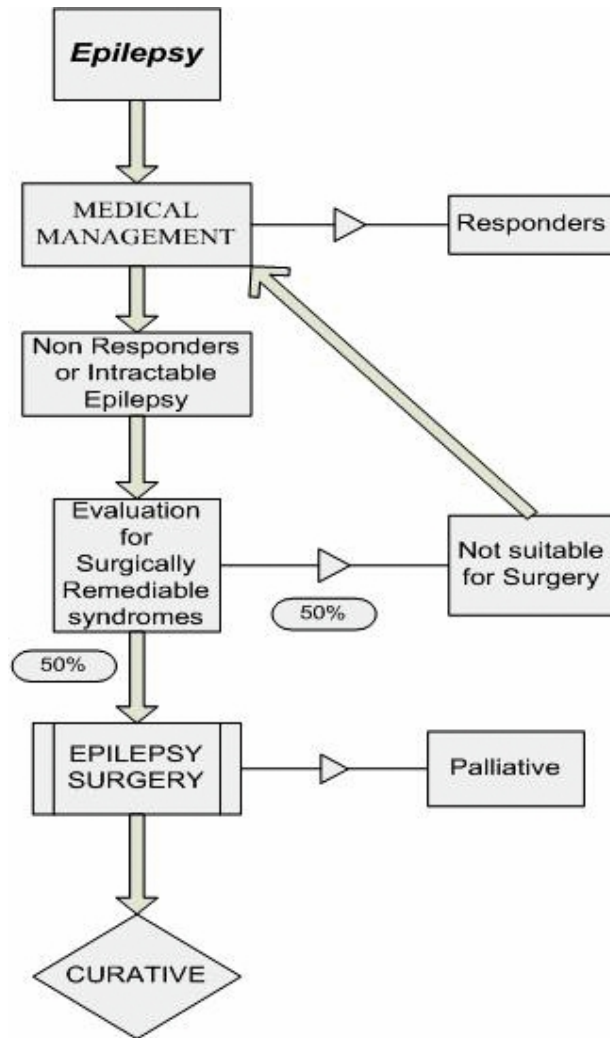 Epilepsy
MEDICAL
MANAGEMENT
Responders
Non Responders
or Intractable
Epilepsy
Evaluation
for
Surgically
Remediable
syndromes
Not suitable
for Surgery
50%
50%
EPILEPSY
SURGERY
Palliative
CURATIVE